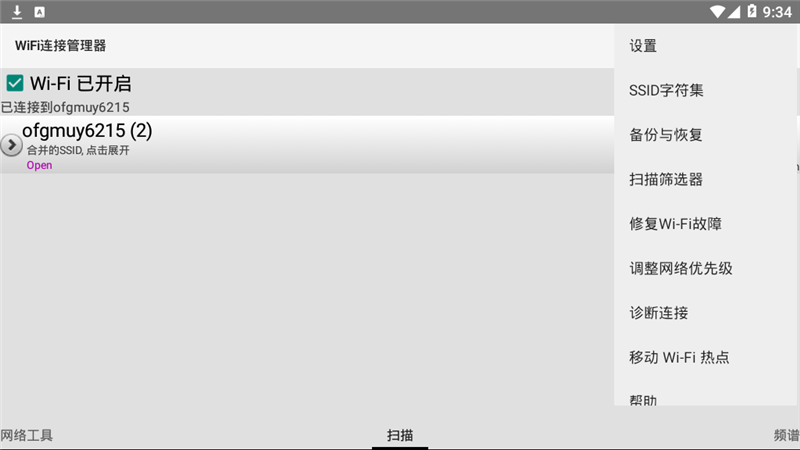 9:34
WiFi连接管理器
Wi-Fi 已开启
已连接到ofgmuy6215
ofgmuy6215 (2)
合并的SSID, 点击展开
Open
设置
SSID字符集
备份与恢复
扫描筛选器
修复Wi-Fi故障
调整网络优先级
诊断连接
移动 Wi-Fi 热点
帮助
网络工具
扫描
频谱